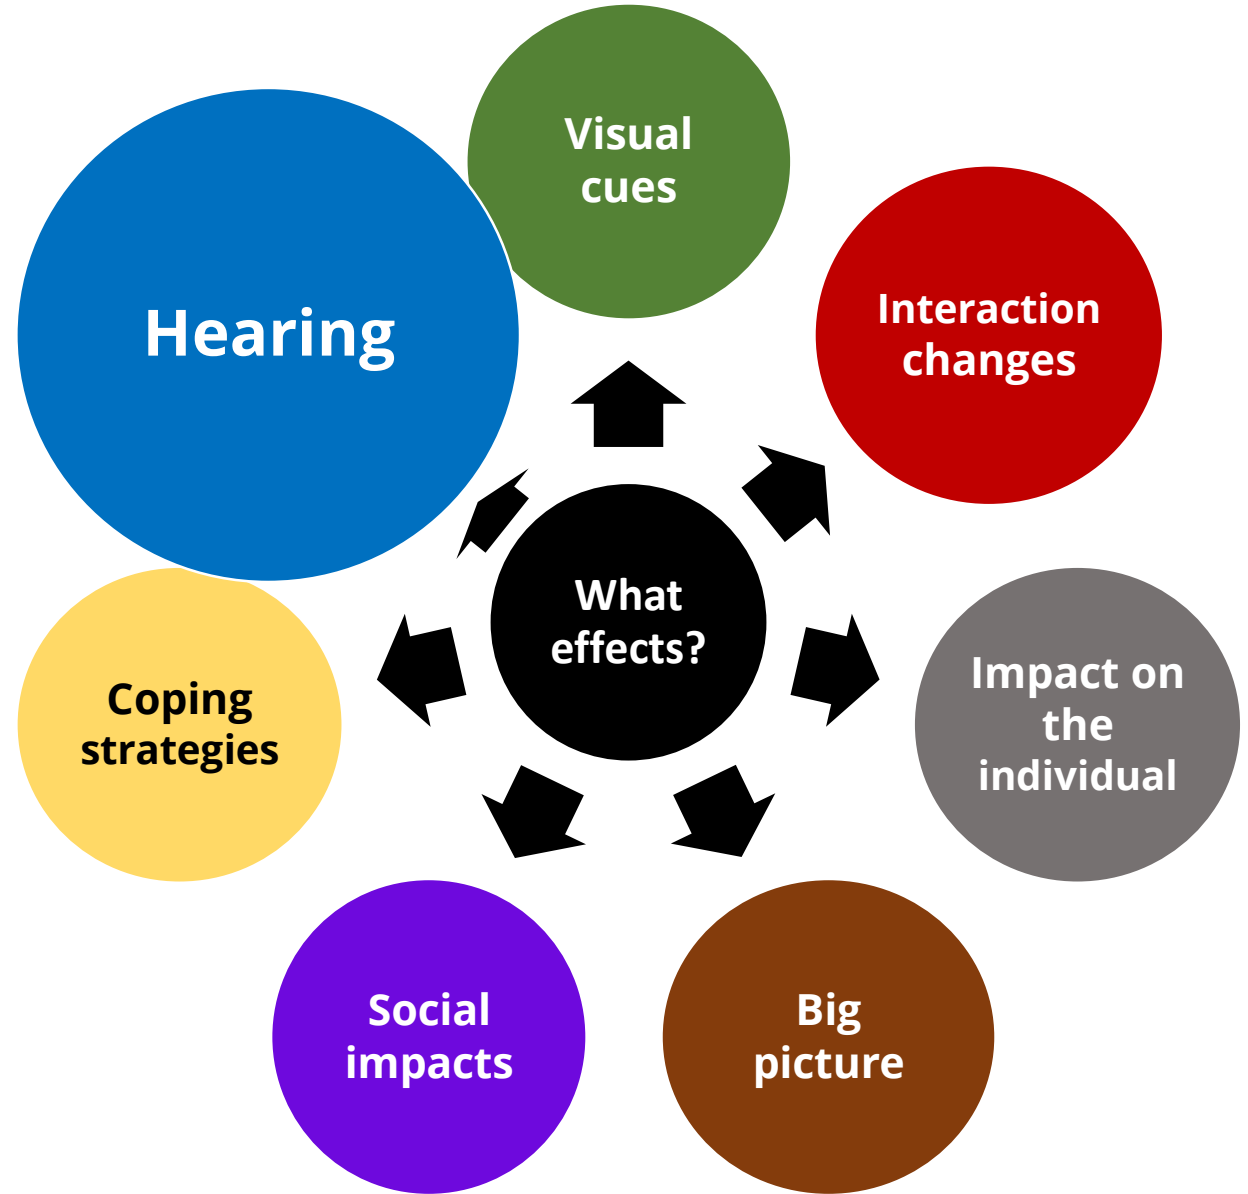 Visual
cues
Hearing
Interaction
changes
What
effects?
Impact on
the
individual
Coping
strategies
Social
impacts
Big
picture